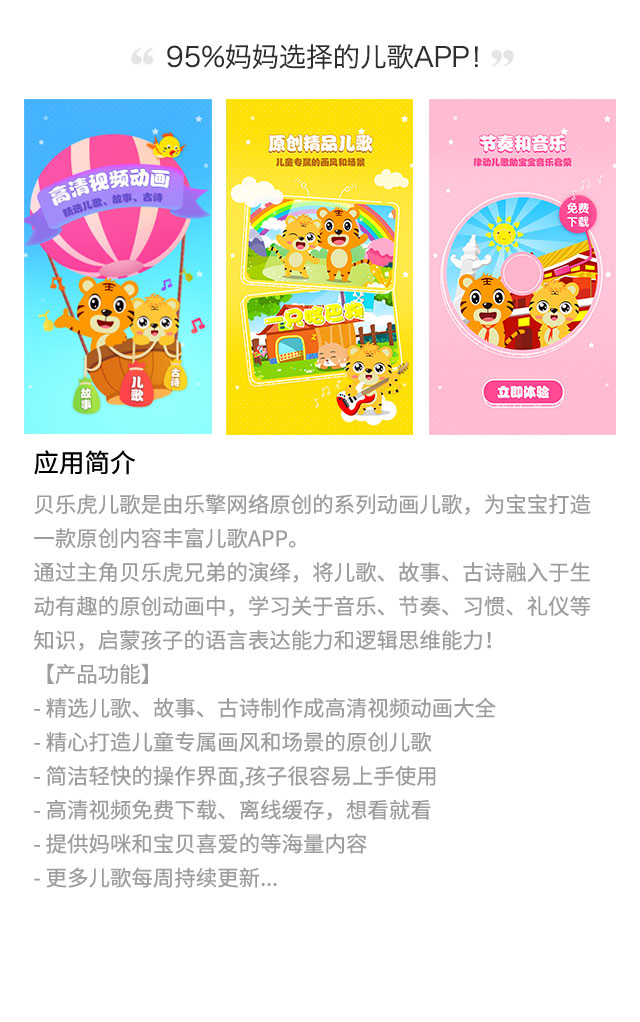 “ 95%妈妈选择的儿歌APP! ”
高清视频动画
精选儿歌、故事、古诗
故事
儿歌
古诗
原创精品儿歌
儿童专属的画风和场景
一只哈巴狗
节奏和音乐
律动儿歌助宝宝音乐启蒙
免费
下载
立即体验
应用简介
贝乐虎儿歌是由乐擎网络原创的系列动画儿歌，为宝宝打造
一款原创内容丰富儿歌APP。
通过主角贝乐虎兄弟的演绎，将儿歌、故事、古诗融入于生
动有趣的原创动画中，学习关于音乐、节奏、习惯、礼仪等
知识，启蒙孩子的语言表达能力和逻辑思维能力！
【产品功能】
- 精选儿歌、故事、古诗制作成高清视频动画大全
- 精心打造儿童专属画风和场景的原创儿歌
- 简洁轻快的操作界面,孩子很容易上手使用
- 高清视频免费下载、离线缓存，想看就看
- 提供妈咪和宝贝喜爱的等海量内容
- 更多儿歌每周持续更新...